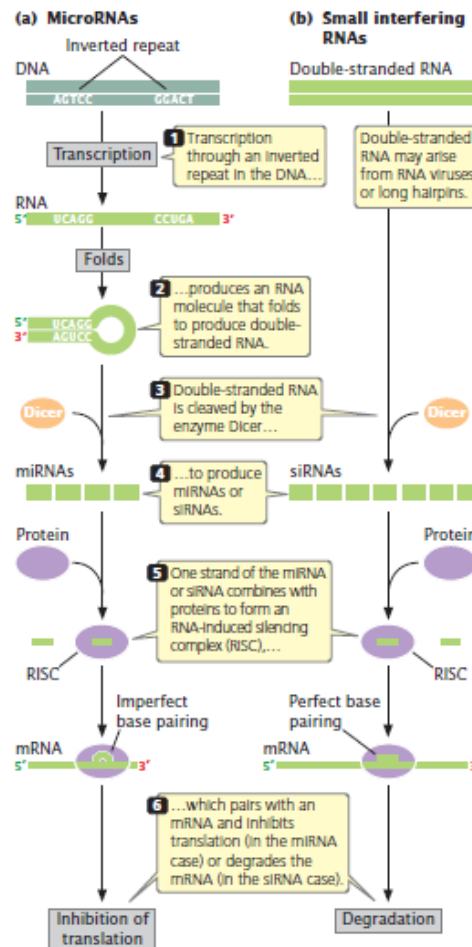 (a) MicroRNAs
Inverted repeat
DNA
AGTCC GGACT
Transcription
1 Transcription
through an inverted
repeat in the DNA…
RNA
5' UCAGG CCUGA 3'
Folds
2 …produces an RNA
molecule that folds
to produce double-
stranded RNA.
5' UCAGG
3' AGUCC
3 Double-stranded RNA
is cleaved by the
enzyme Dicer…
Dicer
miRNAs
4 …to produce
miRNAs or
siRNAs.
Protein
5 One strand of the miRNA
or siRNA combines with
proteins to form an
RNA-induced silencing
complex (RISC),…
RISC
Imperfect
base pairing
mRNA
5' 3'
6 …which pairs with an
mRNA and inhibits
translation (in the miRNA
case) or degrades the
mRNA (in the siRNA case).
Inhibition of
translation
(b) Small interfering
RNAs
Double-stranded RNA
Double-stranded
RNA may arise
from RNA viruses
or long hairpins.
Dicer
siRNAs
Protein
RISC
Perfect base
pairing
mRNA
5' 3'
Degradation